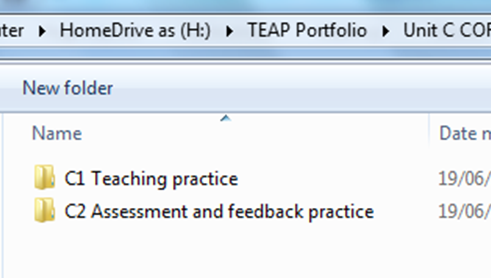 HomeDrive as (H:) TEAP Portfolio Unit C
New folder
Name Date
C1 Teaching practice 19/06/
C2 Assessment and feedback practice 19/06/